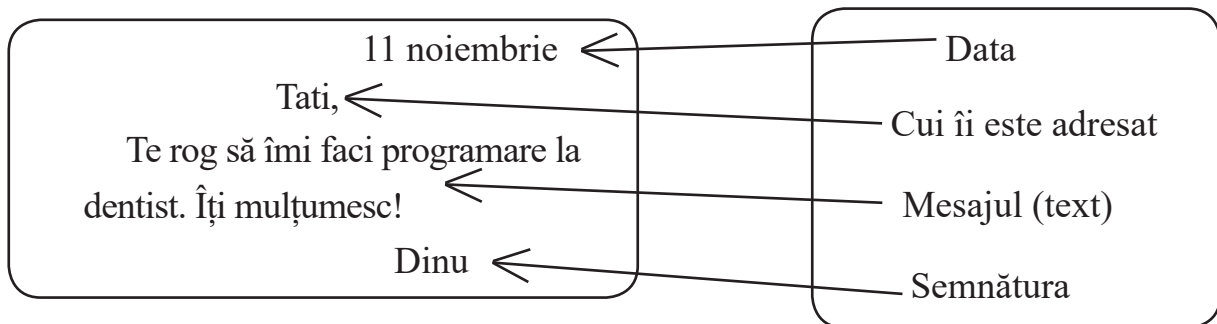 11 noiembrie
Tati,
Te rog să îmi faci programare la
dentist. Îți mulțumesc!
Dinu
Data
Cui îi este adresat
Mesajul (text)
Semnătura